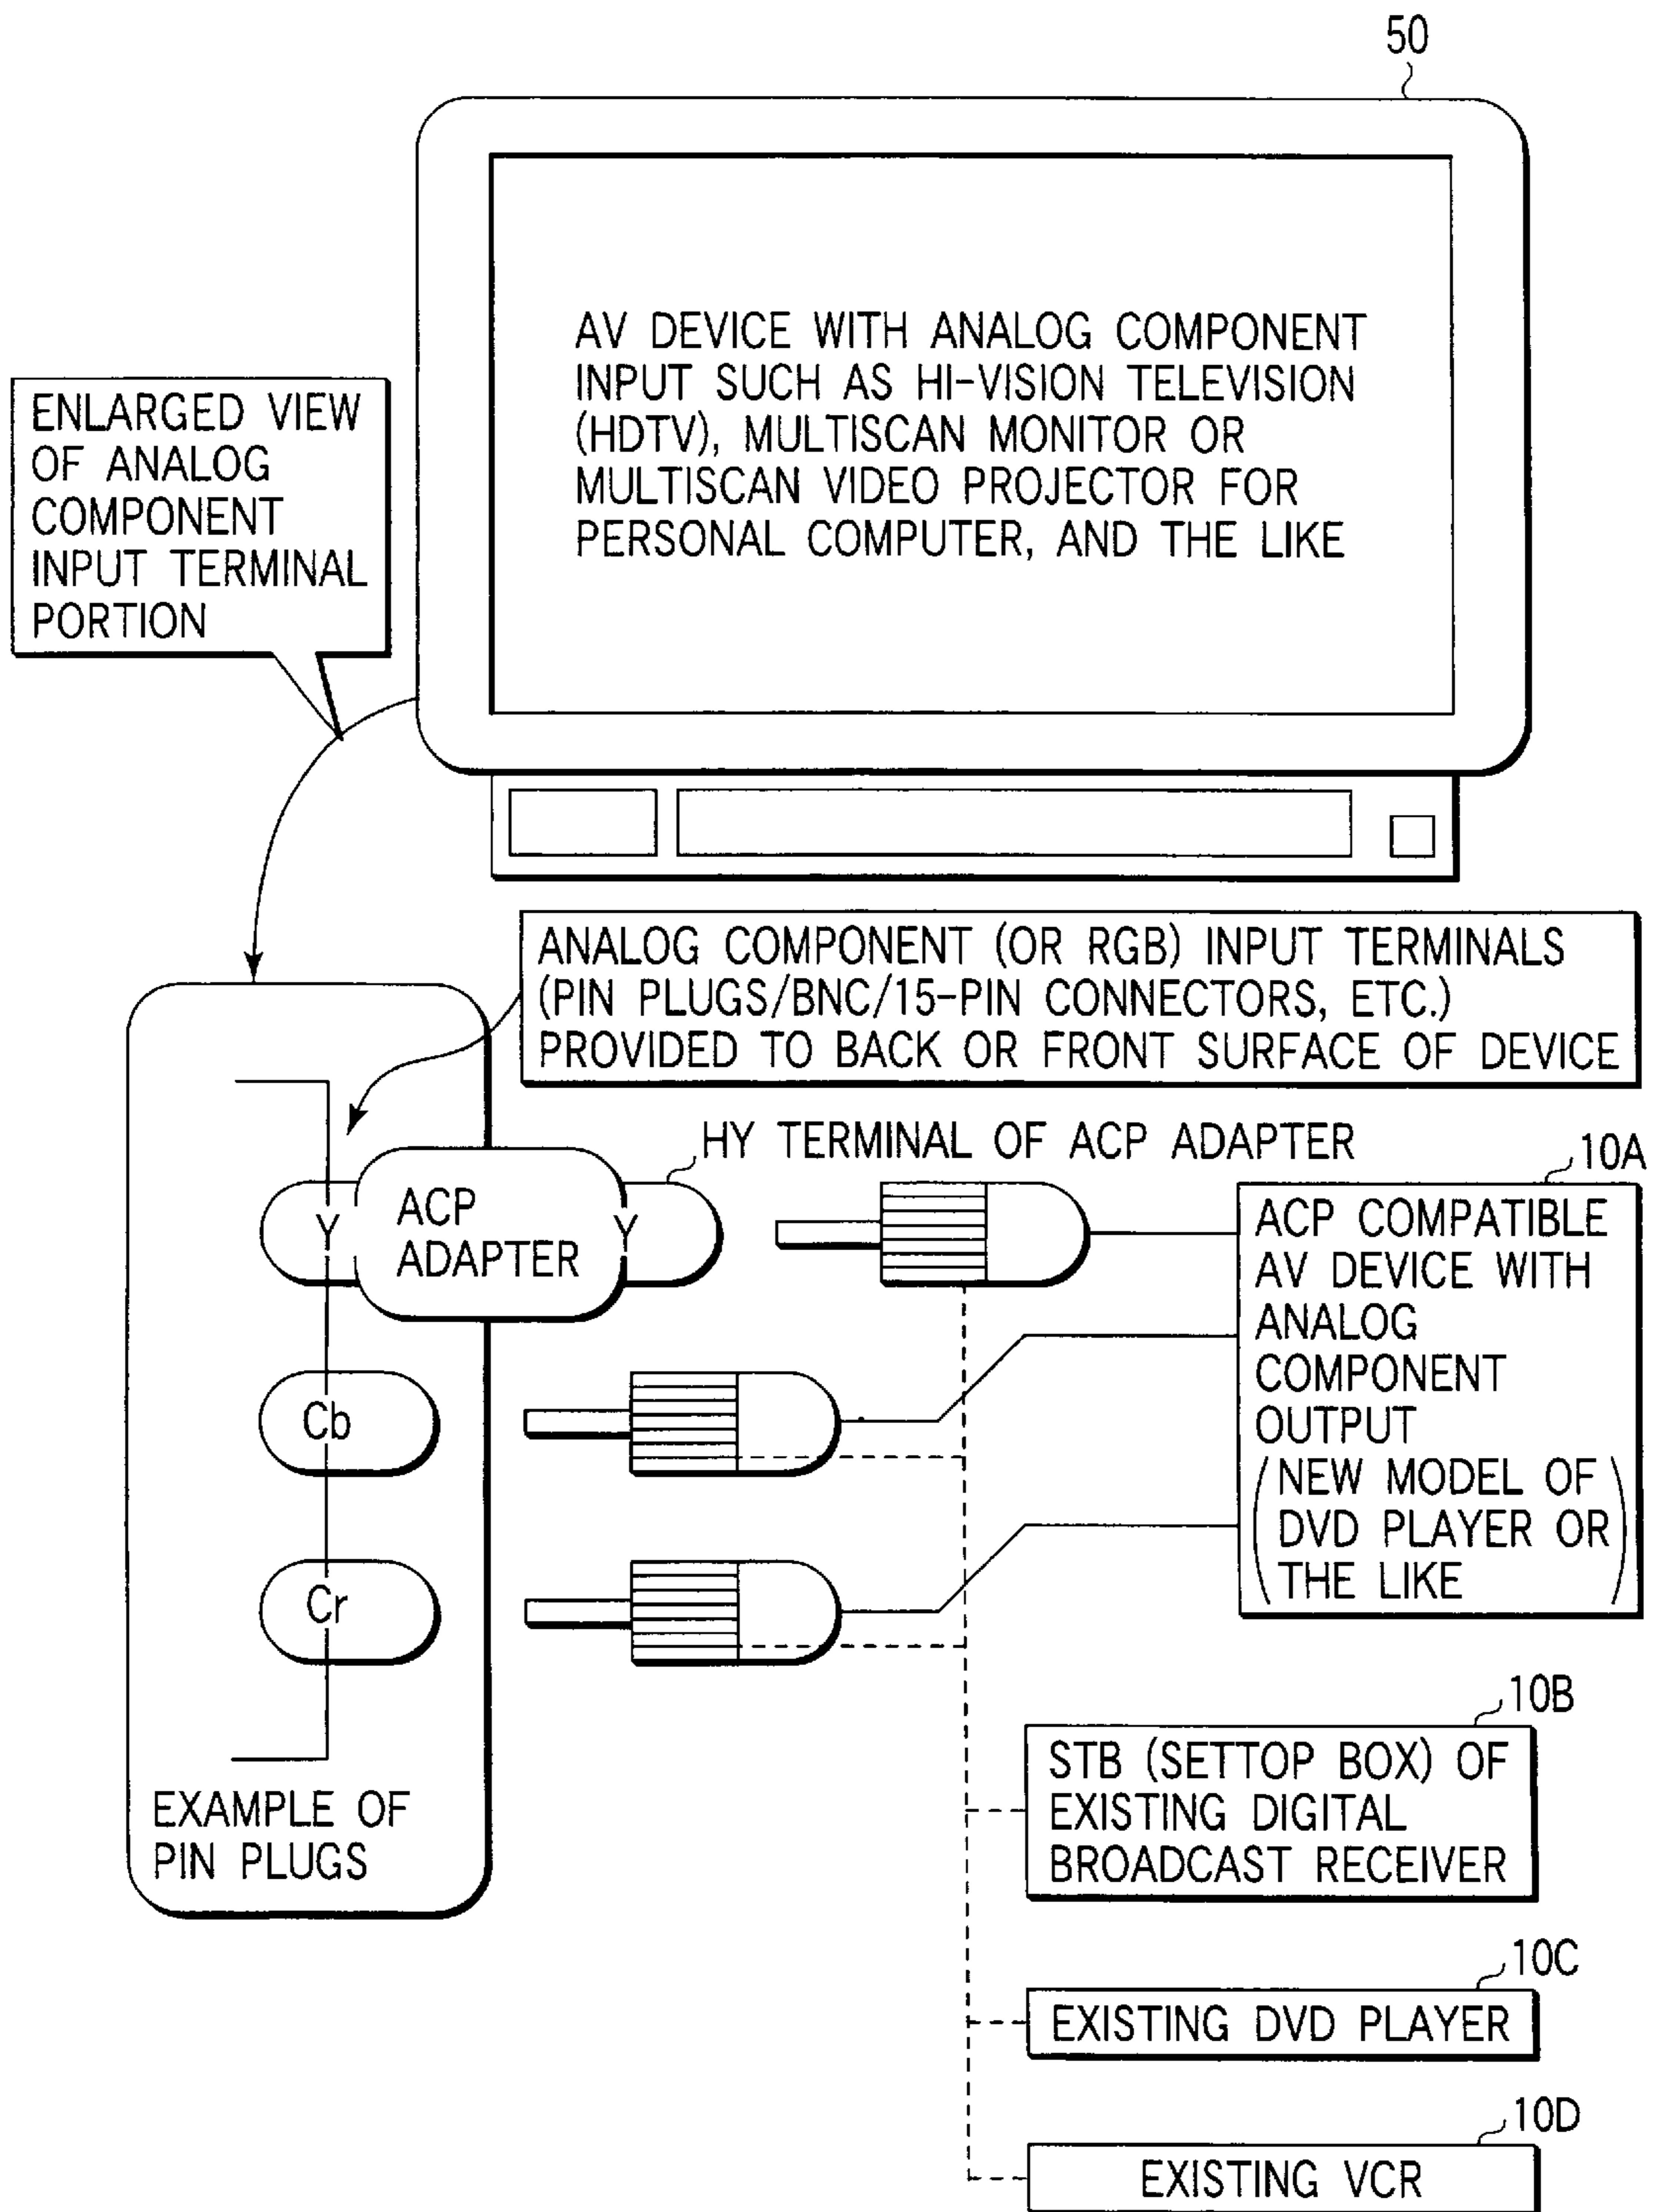 50
AV DEVICE WITH ANALOG COMPONENT
INPUT SUCH AS HI-VISION TELEVISION
(HDTV), MULTISCAN MONITOR OR
MULTISCAN VIDEO PROJECTOR FOR
PERSONAL COMPUTER, AND THE LIKE
ENLARGED VIEW
OF ANALOG
COMPONENT
INPUT TERMINAL
PORTION
ANALOG COMPONENT (OR RGB) INPUT TERMINALS
(PIN PLUGS/BNC/15-PIN CONNECTORS, ETC.)
PROVIDED TO BACK OR FRONT SURFACE OF DEVICE
HY TERMINAL OF ACP ADAPTER
Y
ACP
ADAPTER
Y
Cb
Cr
EXAMPLE OF
PIN PLUGS
10A
ACP COMPATIBLE
AV DEVICE WITH
ANALOG
COMPONENT
OUTPUT
(NEW MODEL OF
DVD PLAYER OR
THE LIKE)
10B
STB (SETTOP BOX) OF
EXISTING DIGITAL
BROADCAST RECEIVER
10C
EXISTING DVD PLAYER
10D
EXISTING VCR